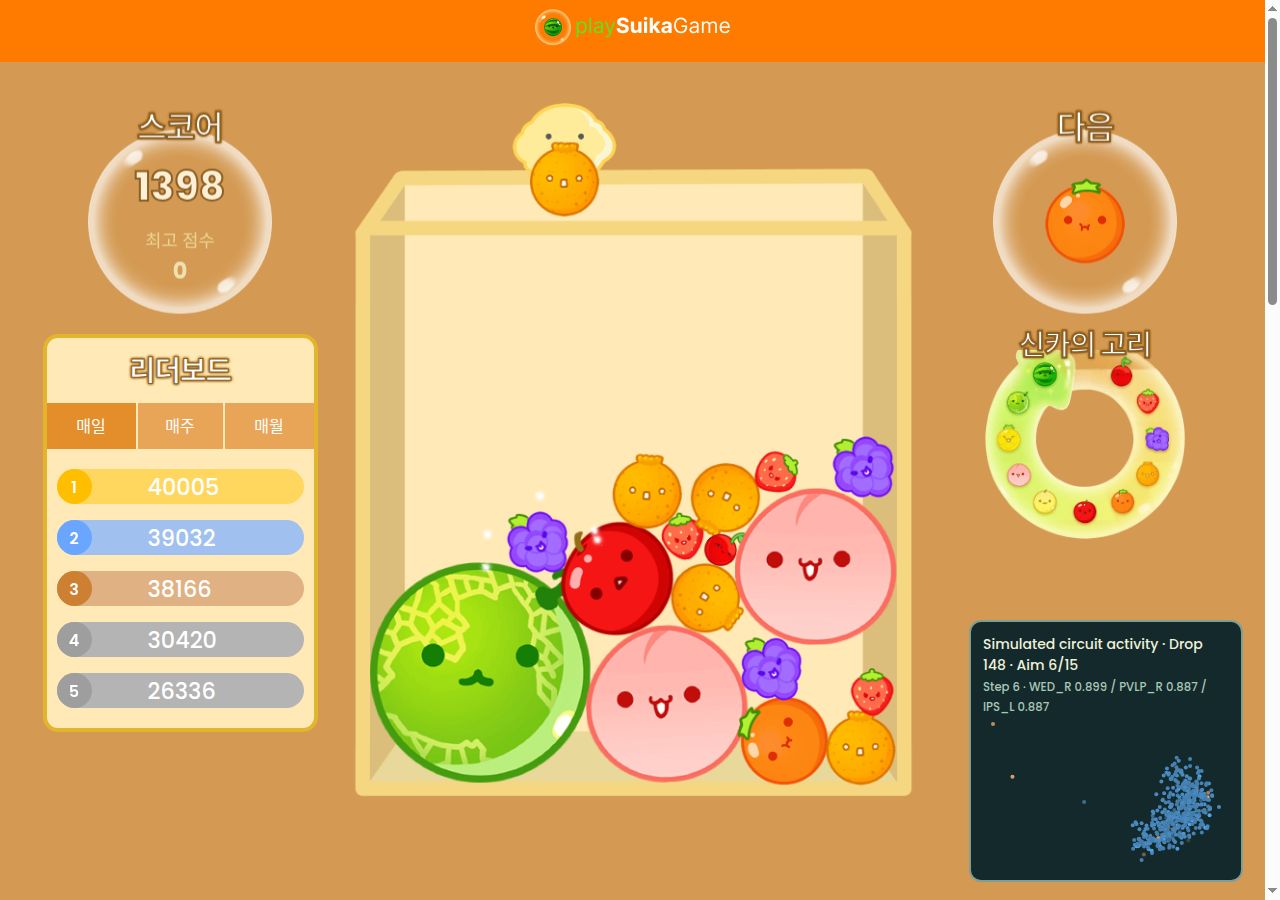 playSuikaGame
스코어
1398
최고 점수
0
다음
신카의 고리
리더보드
매일 매주 매월
1 40005
2 39032
3 38166
4 30420
5 26336
Simulated circuit activity · Drop
148 · Aim 6/15
Step 6 · WED_R 0.899 / PVLP_R 0.887 /
IPS_L 0.887